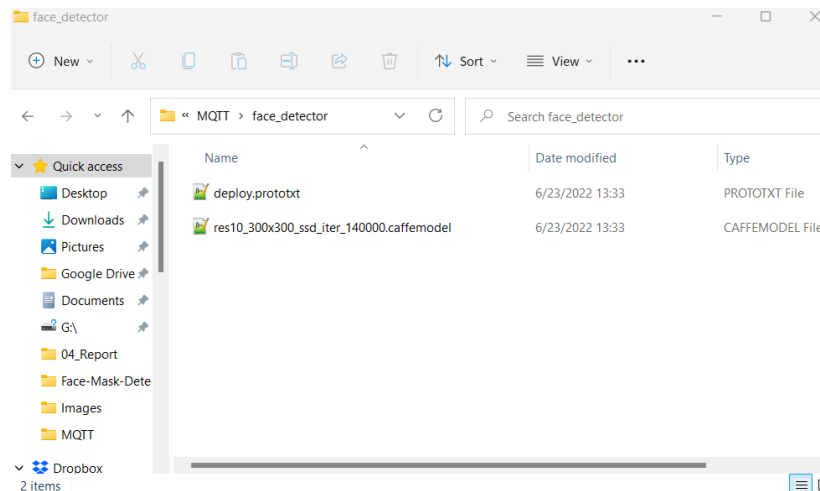 face_detector
New
Sort
View
MQTT > face_detector
Search face_detector
Name
Date modified
Type
Quick access
deploy.prototxt 6/23/2022 13:33 PROTOTXT File
Desktop
Downloads
res10_300x300_ssd_iter_140000.caffemodel 6/23/2022 13:33 CAFFEMODEL File
Pictures
Google Drive
Documents
G:\
04_Report
Face-Mask-Dete
Images
MQTT
Dropbox
2 items